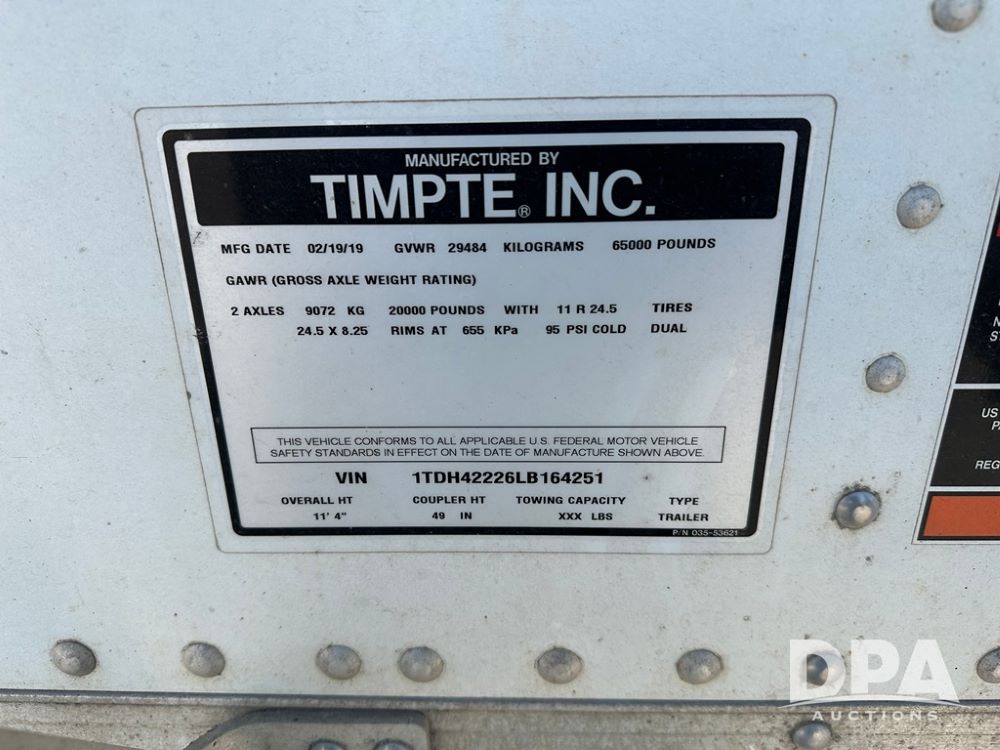 MANUFACTURED BY
TIMPTE® INC.
MFG DATE 02/19/19 GVWR 29484 KILOGRAMS 65000 POUNDS
GAWR (GROSS AXLE WEIGHT RATING)
2 AXLES 9072 KG 20000 POUNDS WITH 11 R 24.5 TIRES
24.5 X 8.25 RIMS AT 655 KPa 95 PSI COLD DUAL
THIS VEHICLE CONFORMS TO ALL APPLICABLE U.S. FEDERAL MOTOR VEHICLE
SAFETY STANDARDS IN EFFECT ON THE DATE OF MANUFACTURE SHOWN ABOVE.
VIN 1TDH42226LB164251
OVERALL HT COUPLER HT TOWING CAPACITY TYPE
11' 4" 49 IN XXX LBS TRAILER
P/N 035-53621
US
REG
DPA
AUCTIONS